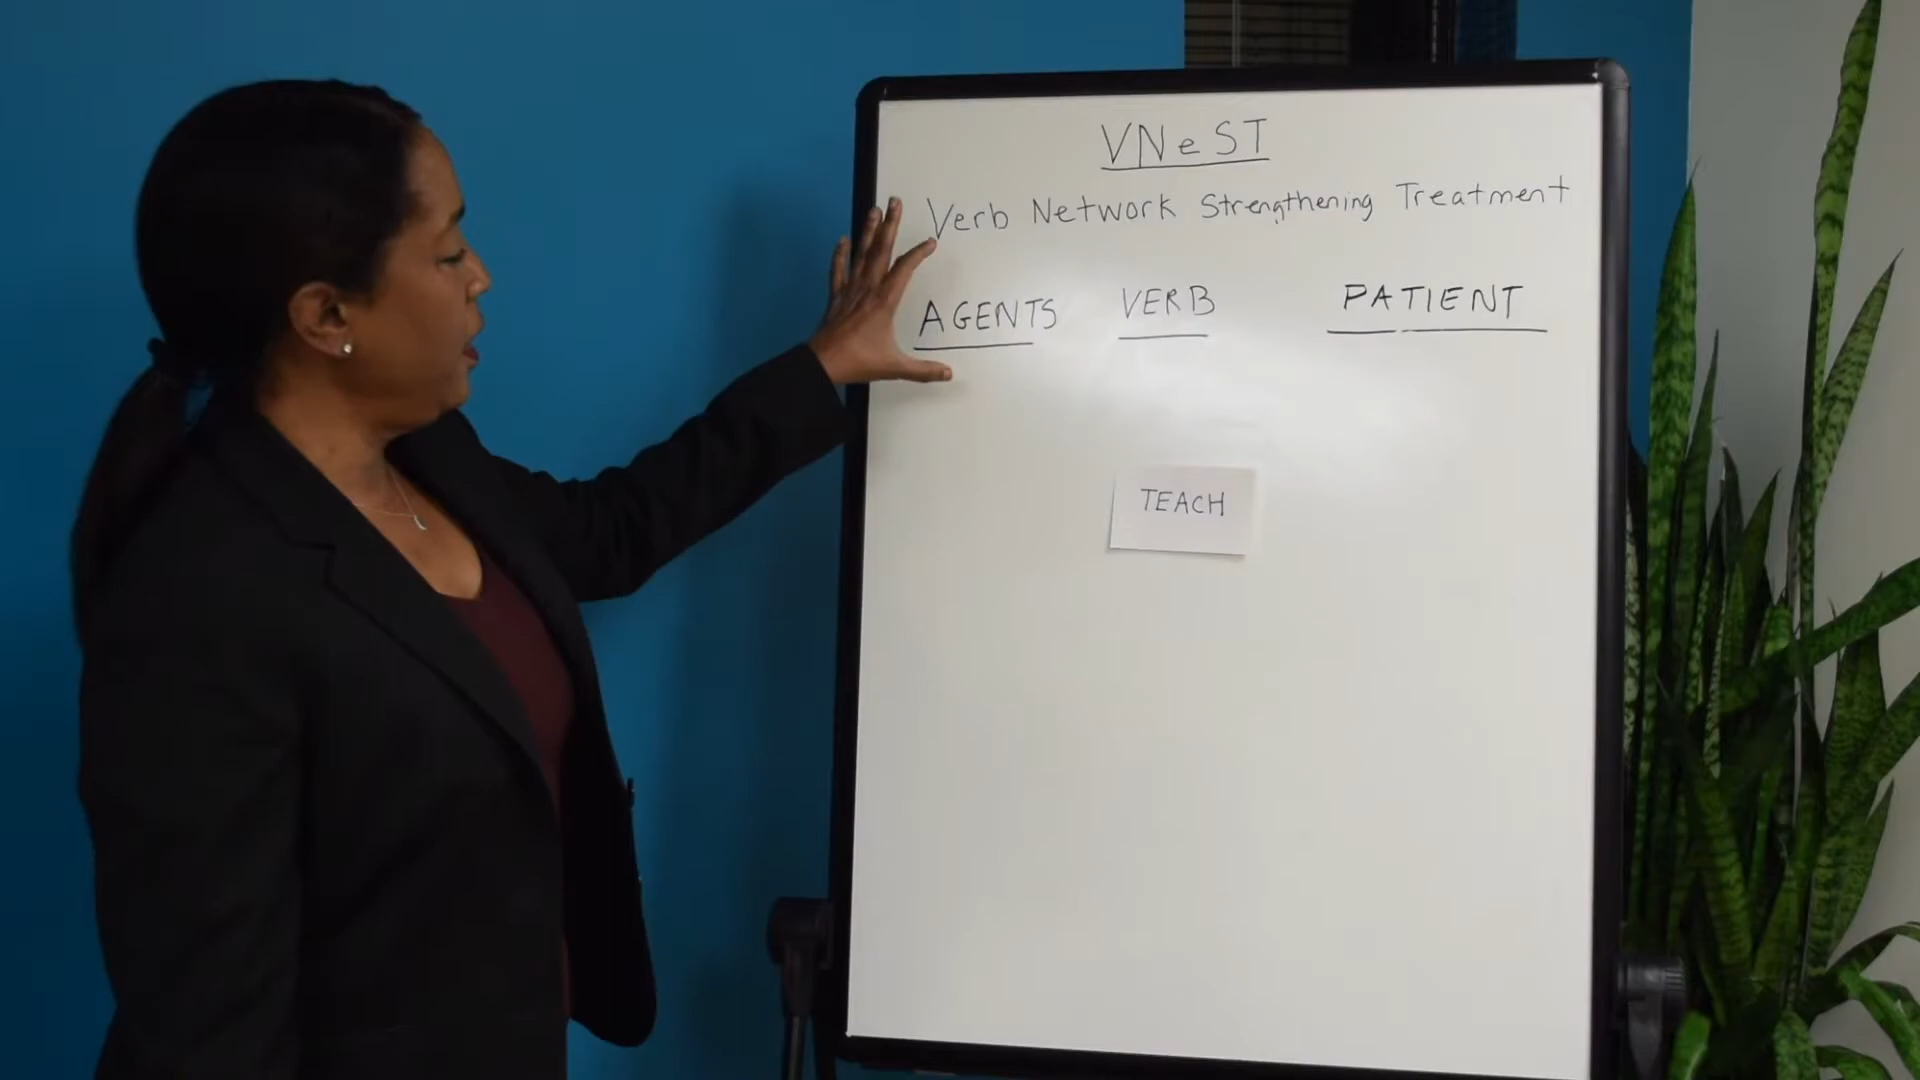 VNeST
Verb Network Strengthening Treatment
AGENTS VERB PATIENT
TEACH